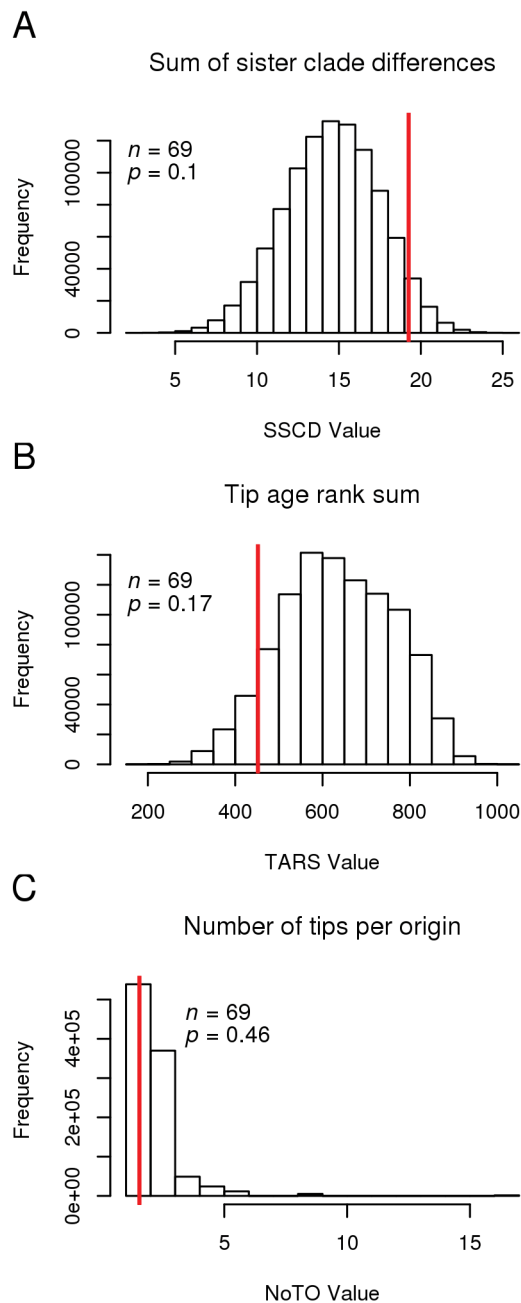 A
Sum of sister clade differences
n = 69
p = 0.1
Frequency
0
40000
100000
5
10
15
20
25
SSCD Value
B
Tip age rank sum
n = 69
p = 0.17
Frequency
0
40000
100000
200
400
600
800
1000
TARS Value
C
Number of tips per origin
n = 69
p = 0.46
Frequency
0e+00
2e+05
4e+05
5
10
15
NoTO Value